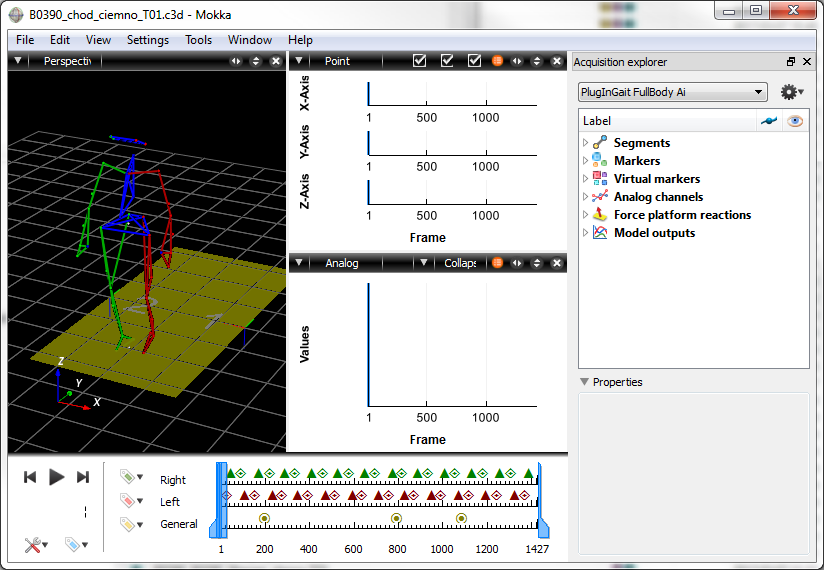 B0390_chod_ciemno_T01.c3d - Mokka
File Edit View Settings Tools Window Help
Perspectiv
Point
X-Axis
1 500 1000
Y-Axis
1 500 1000
Z-Axis
1 500 1000
Frame
Analog Collaps
Values
1 500 1000
Frame
Z
Y
X
Acquisition explorer
PlugInGait FullBody Ai
Label
Segments
Markers
Virtual markers
Analog channels
Force platform reactions
Model outputs
Properties
Right
Left
General
1 200 400 600 800 1000 1200 1427